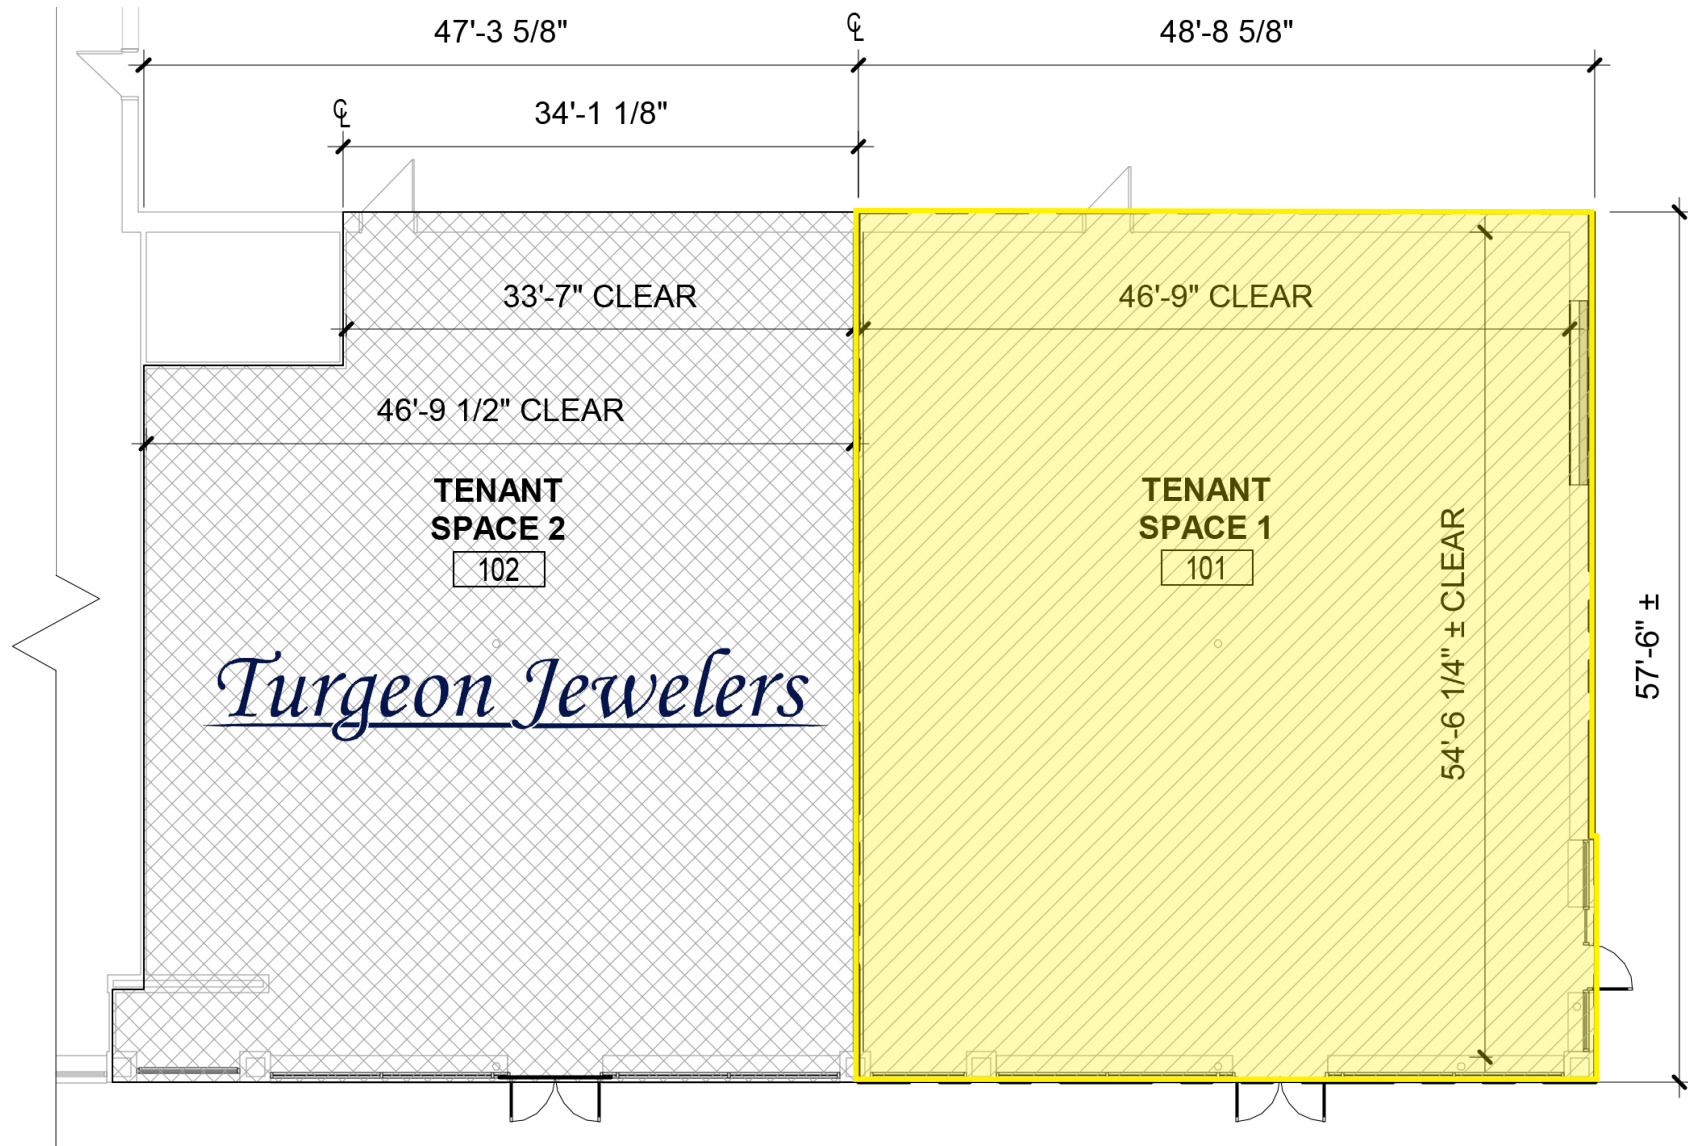 47'-3 5/8"
℄
48'-8 5/8"
℄
34'-1 1/8"
33'-7" CLEAR
46'-9" CLEAR
46'-9 1/2" CLEAR
TENANT
SPACE 2
102
TENANT
SPACE 1
101
54'-6 1/4" ± CLEAR
57'-6" ±
Turgeon Jewelers